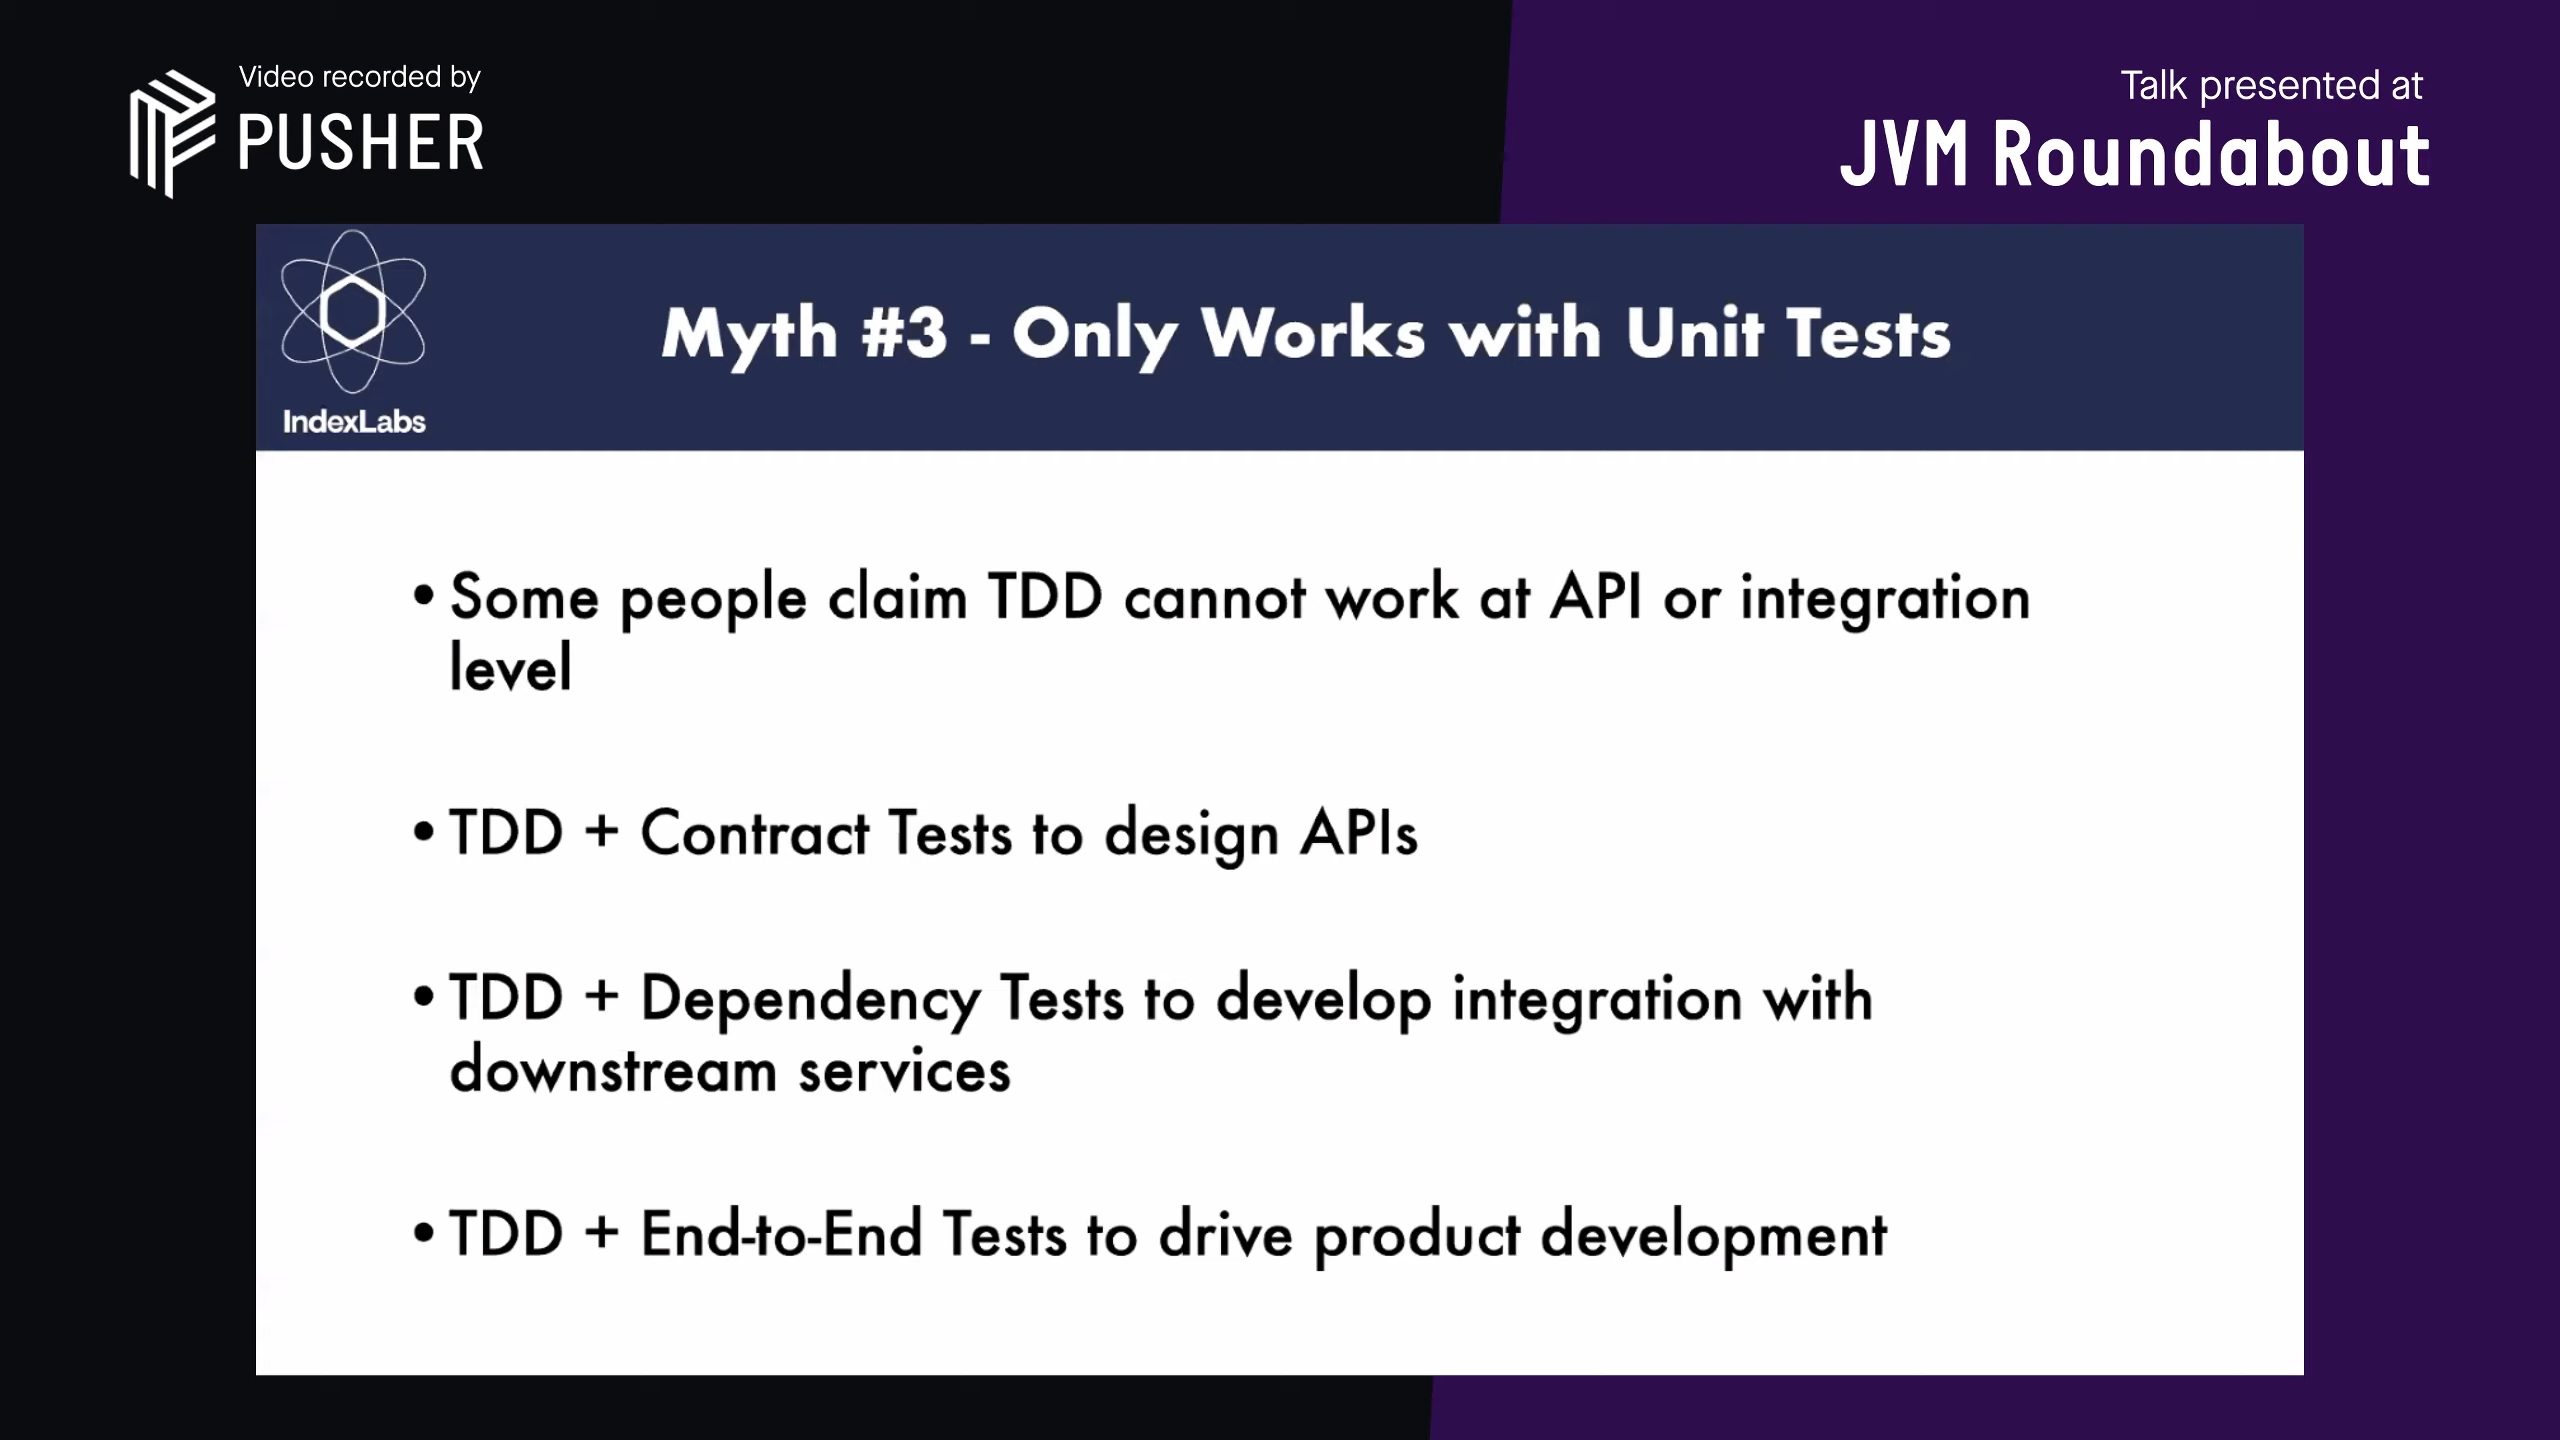 Video recorded by
PUSHER
Talk presented at
JVM Roundabout
IndexLabs
Myth #3 - Only Works with Unit Tests
• Some people claim TDD cannot work at API or integration
level
• TDD + Contract Tests to design APIs
• TDD + Dependency Tests to develop integration with
downstream services
• TDD + End-to-End Tests to drive product development